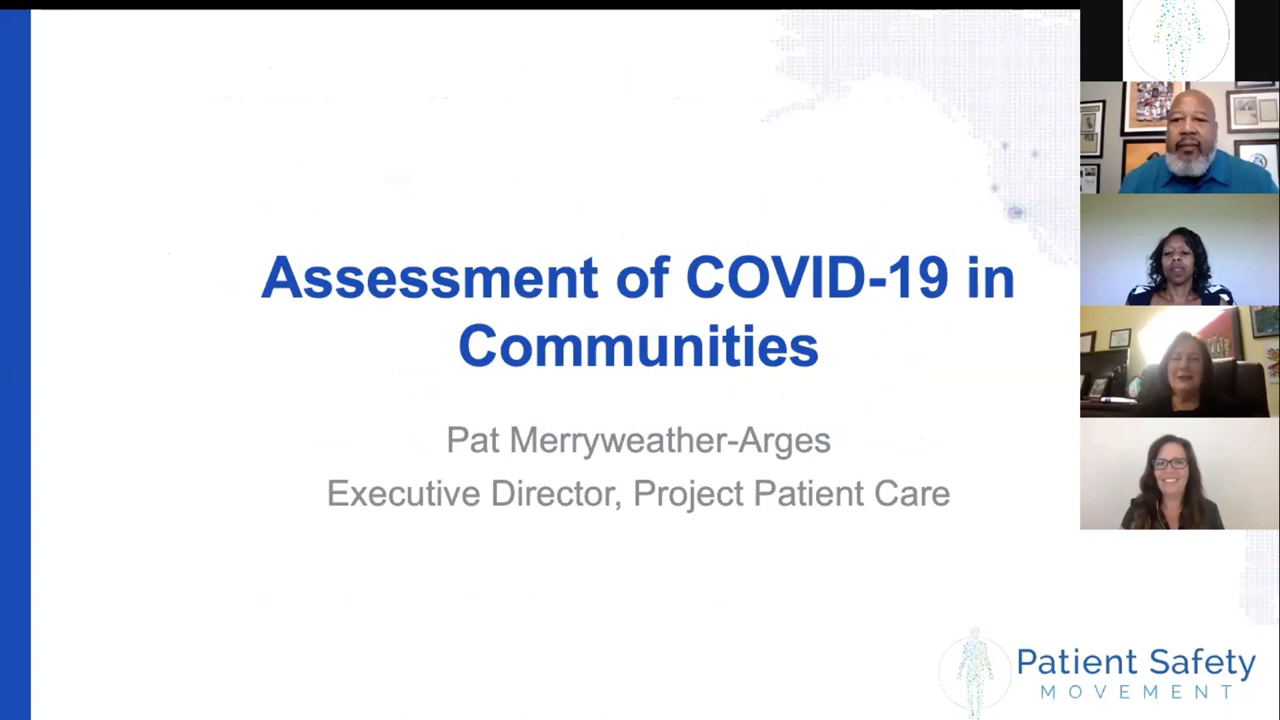 Assessment of COVID-19 in
Communities
Pat Merryweather-Arges
Executive Director, Project Patient Care
Patient Safety
MOVEMENT